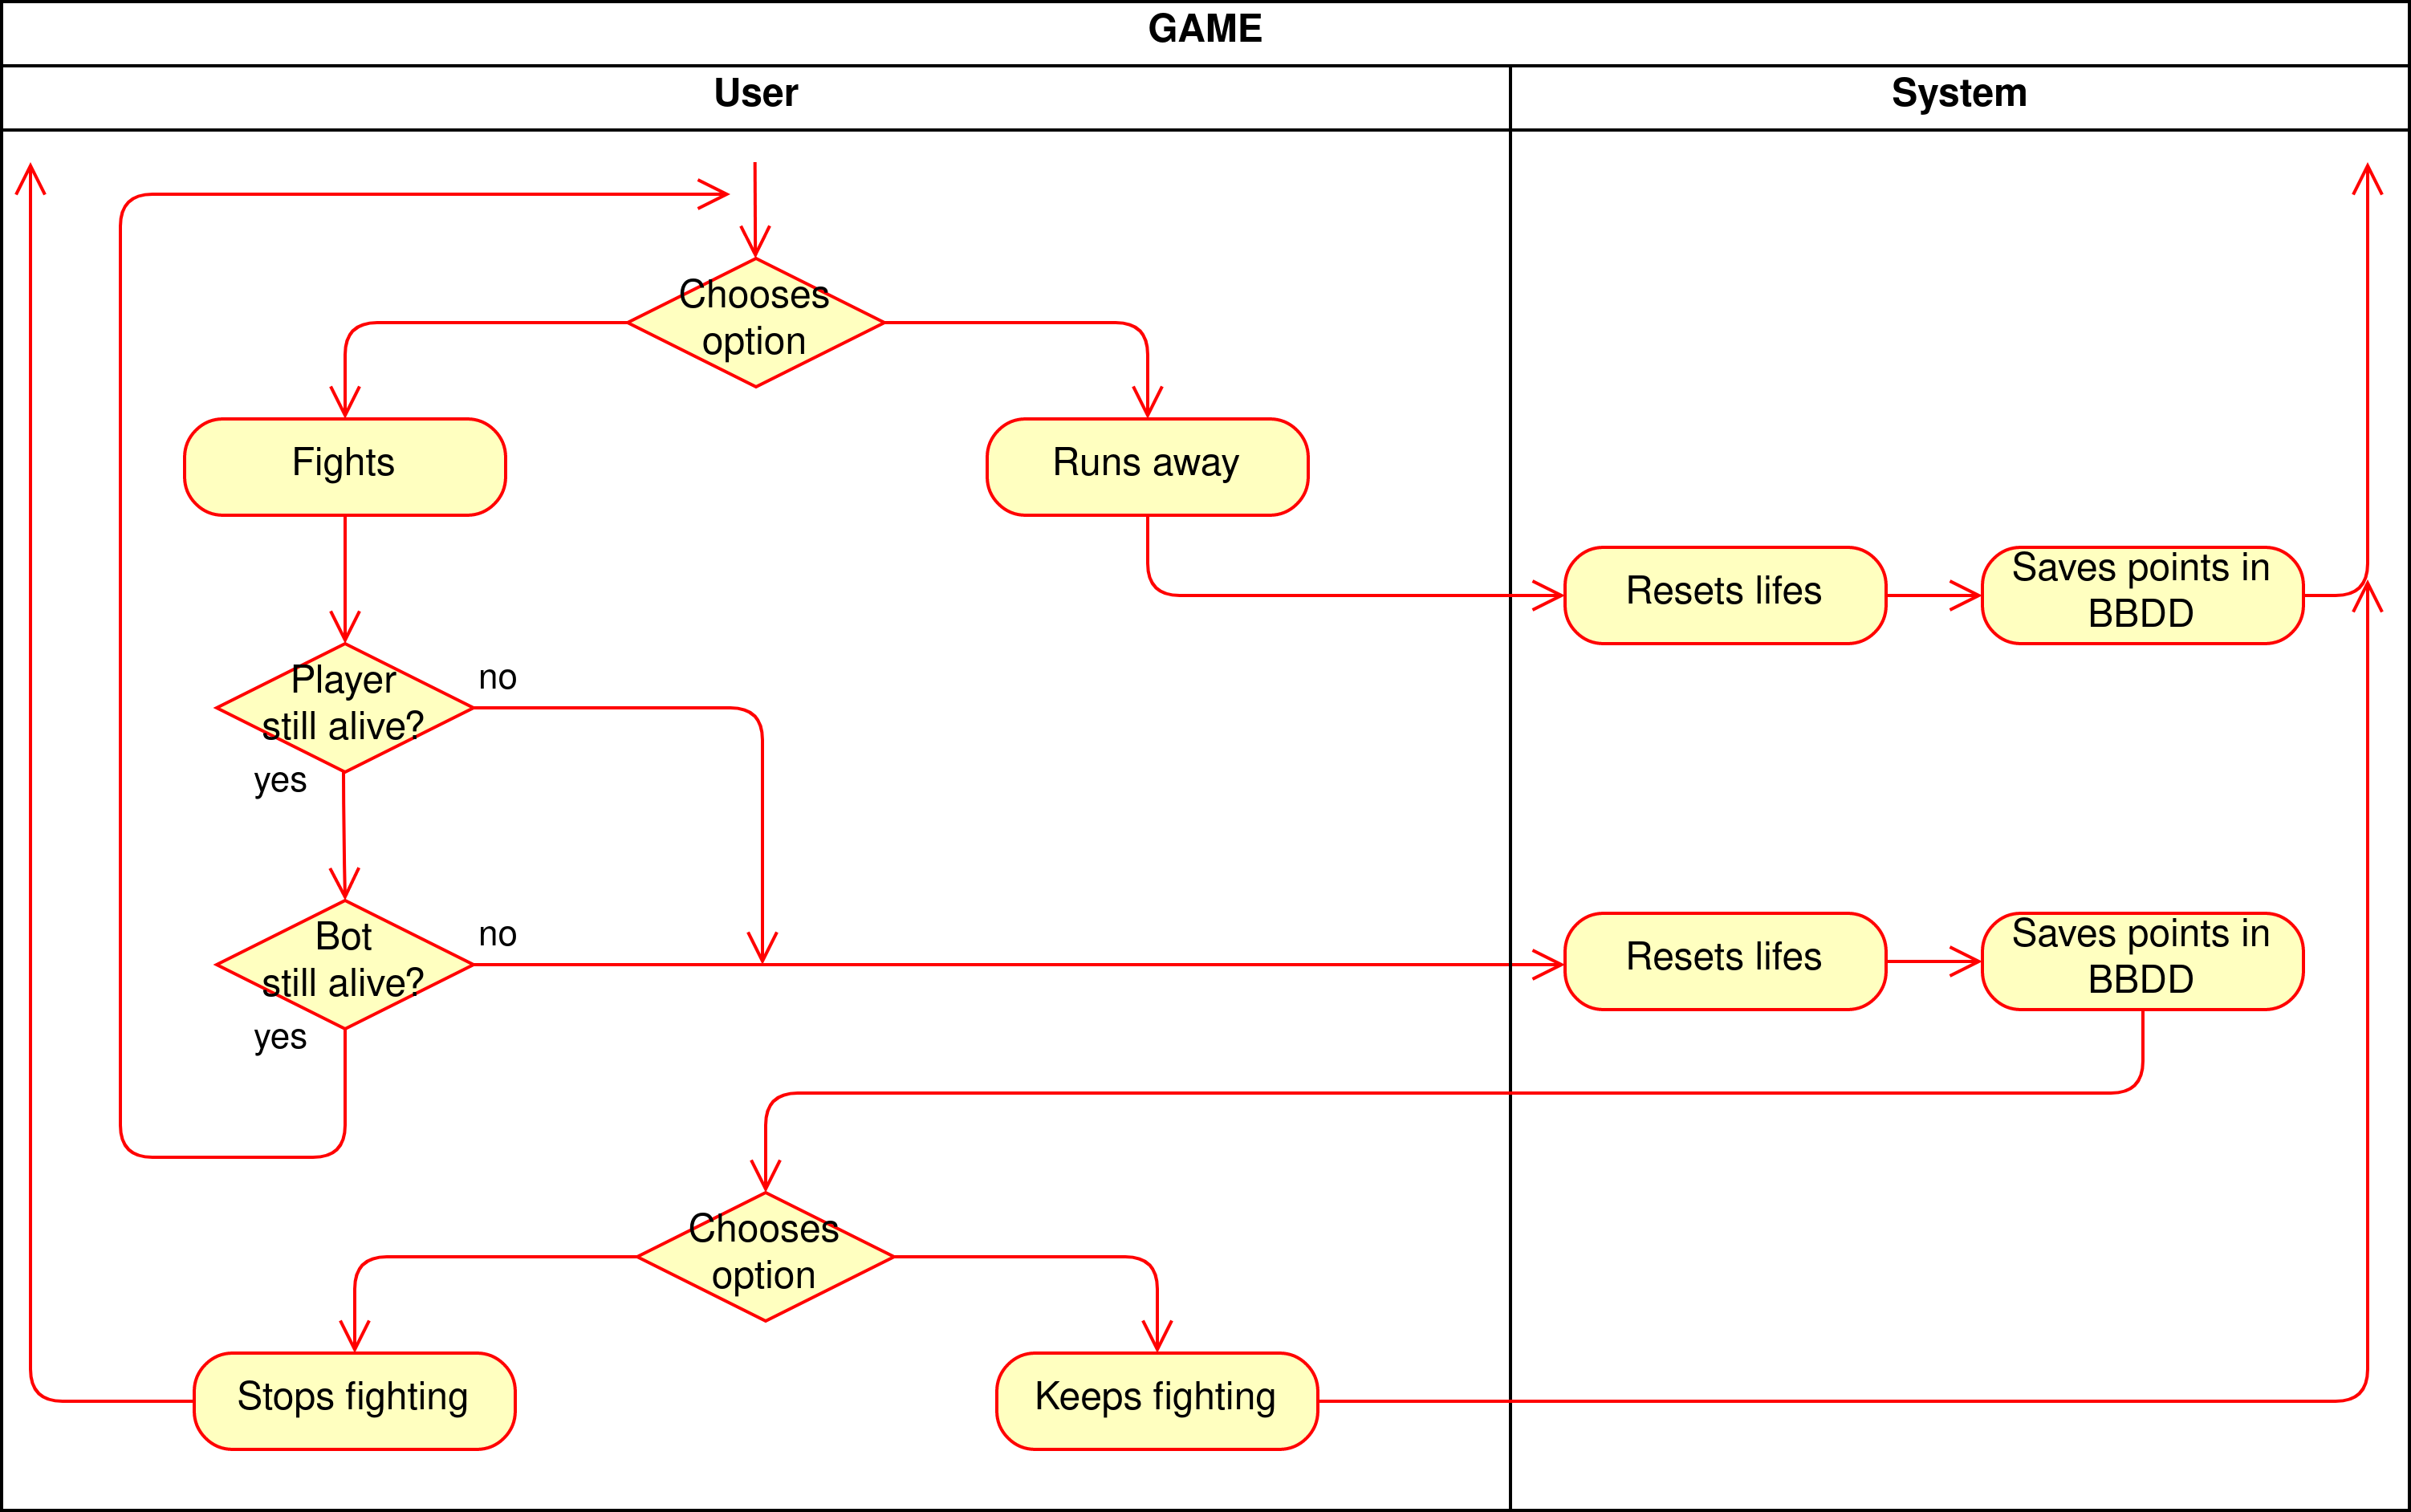 GAME
User
System
Chooses
option
Fights
Runs away
Resets lifes
Saves points in
BBDD
Player
still alive?
no
yes
Bot
still alive?
no
yes
Resets lifes
Saves points in
BBDD
Chooses
option
Stops fighting
Keeps fighting